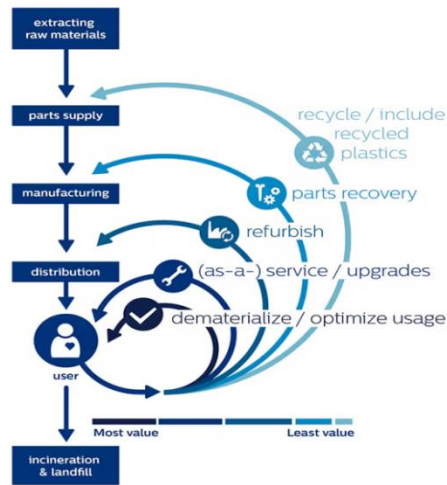 extracting
raw materials
parts supply
manufacturing
distribution
user
incineration
& landfill
recycle / include
recycled
plastics
parts recovery
refurbish
(as-a-) service / upgrades
dematerialize / optimize usage
Most value
Least value